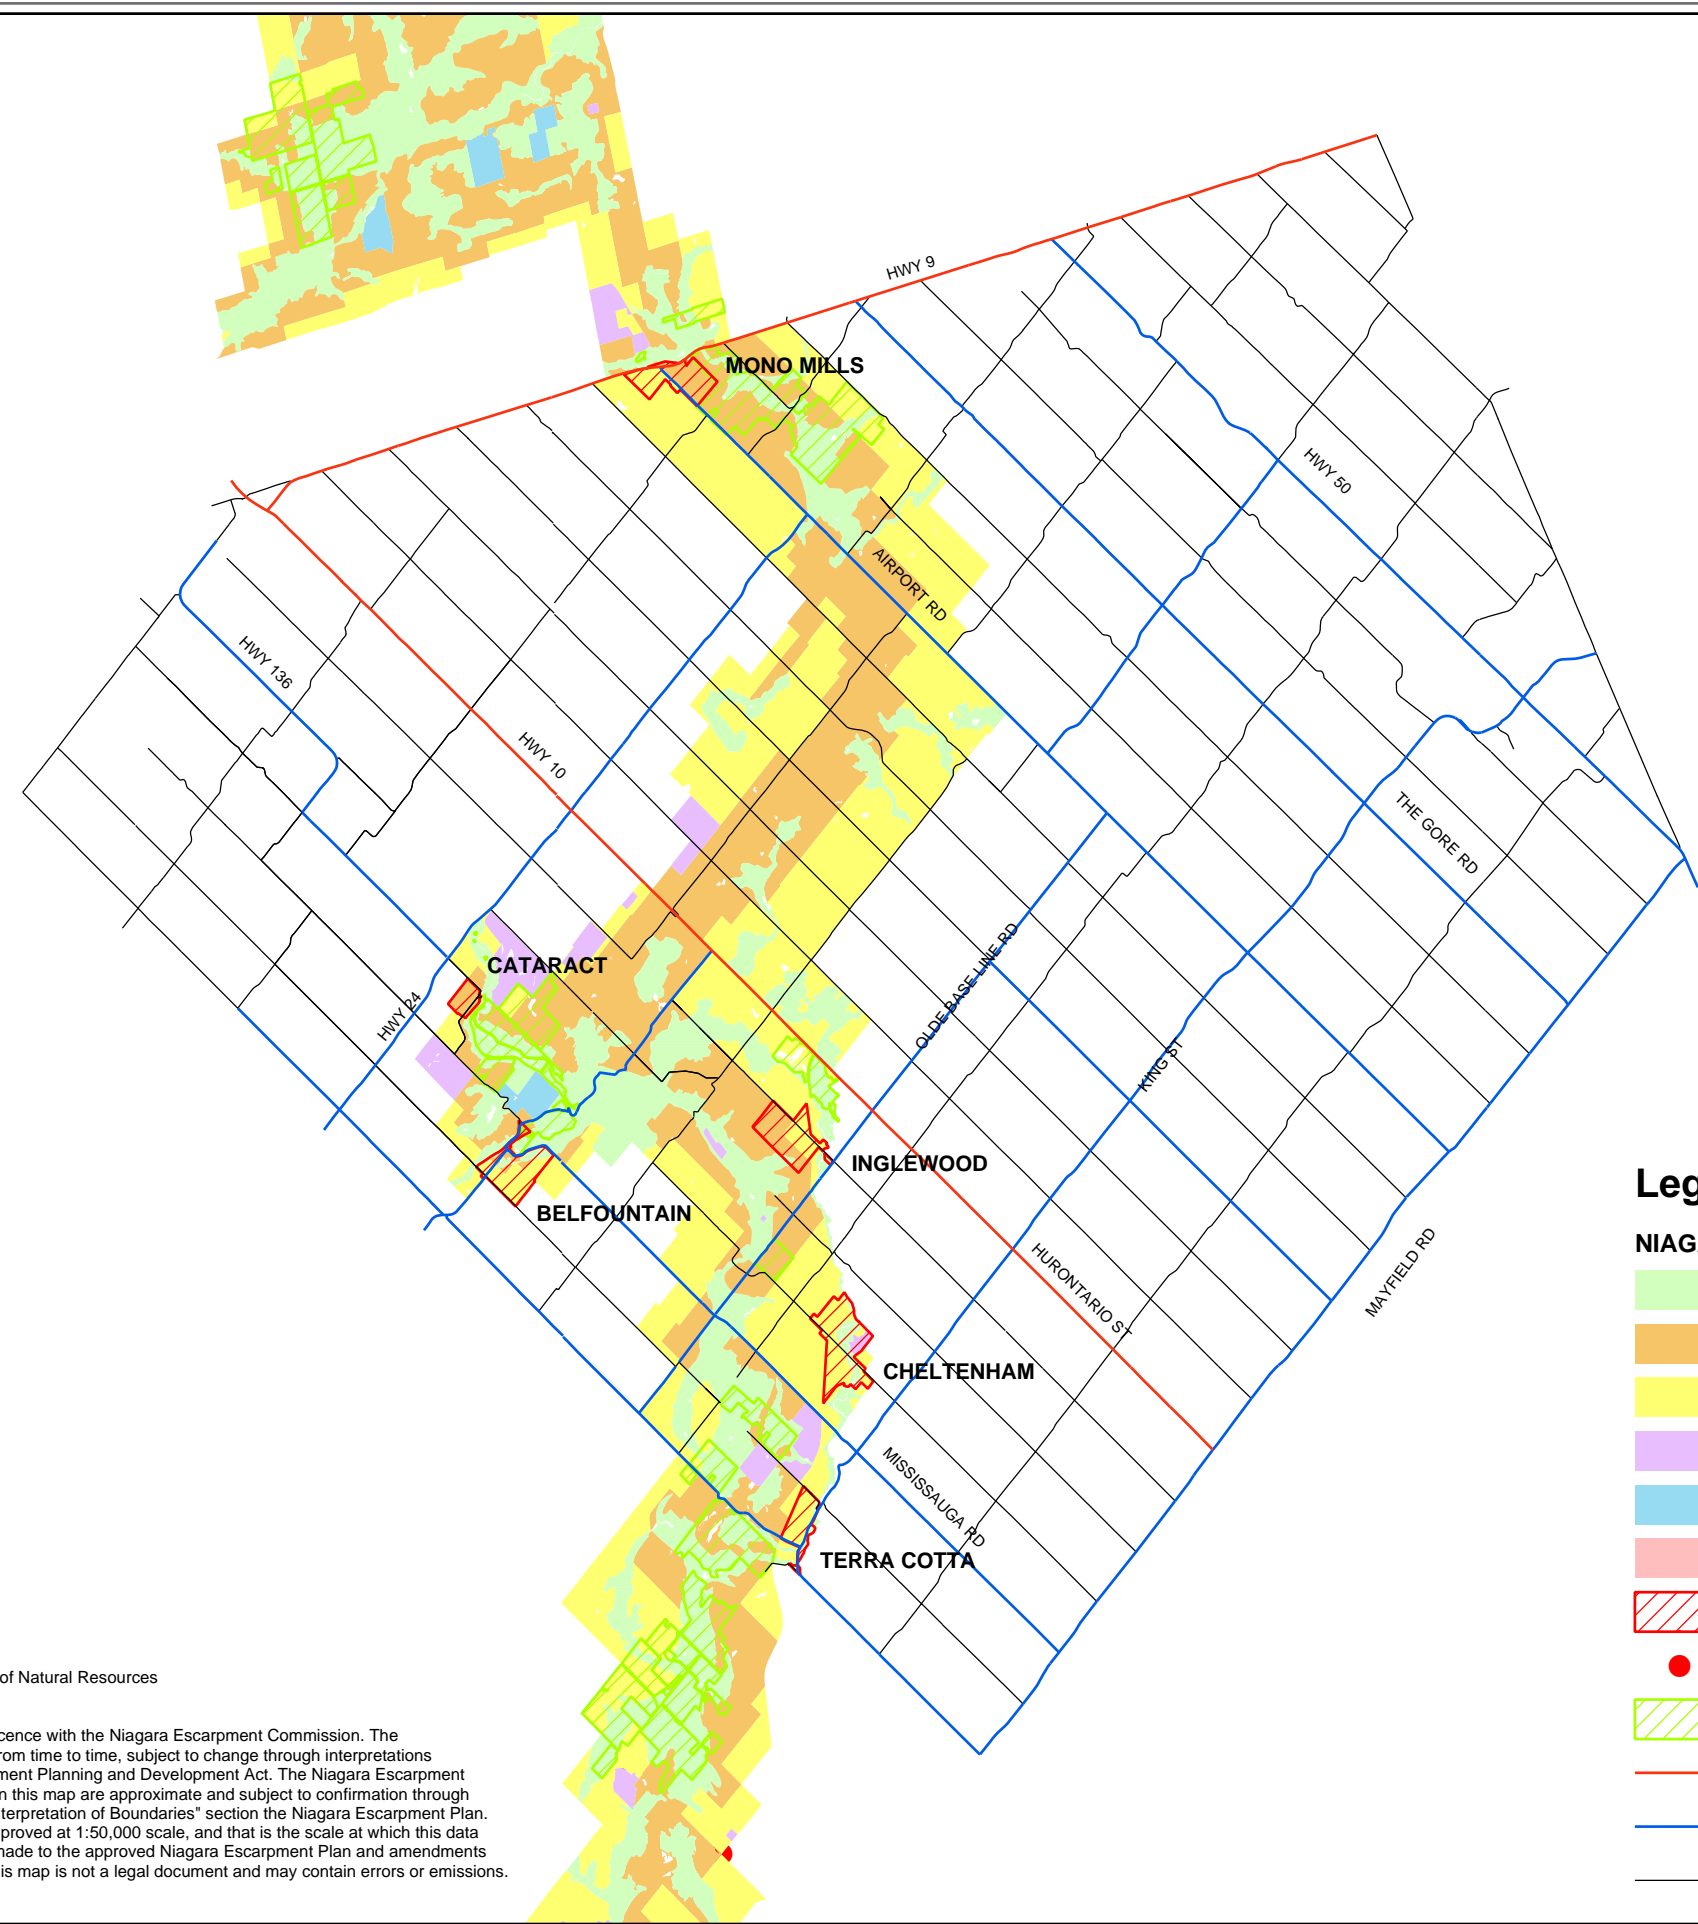 HWY 9
MONO MILLS
HWY 50
AIRPORT RD
HWY 136
HWY 10
THE GORE RD
CATARACT
HWY 24
OLDE BASE LINE RD
KING ST
INGLEWOOD
BELFOUNTAIN
HURONTARIO ST
MAYFIELD RD
CHELTENHAM
MISSISSAUGA RD
TERRA COTTA
Leg
NIAG
of Natural Resources
cence with the Niagara Escarpment Commission. The
rom time to time, subject to change through interpretations
ment Planning and Development Act. The Niagara Escarpment
n this map are approximate and subject to confirmation through
terpretation of Boundaries" section the Niagara Escarpment Plan.
proved at 1:50,000 scale, and that is the scale at which this data
made to the approved Niagara Escarpment Plan and amendments
is map is not a legal document and may contain errors or emissions.